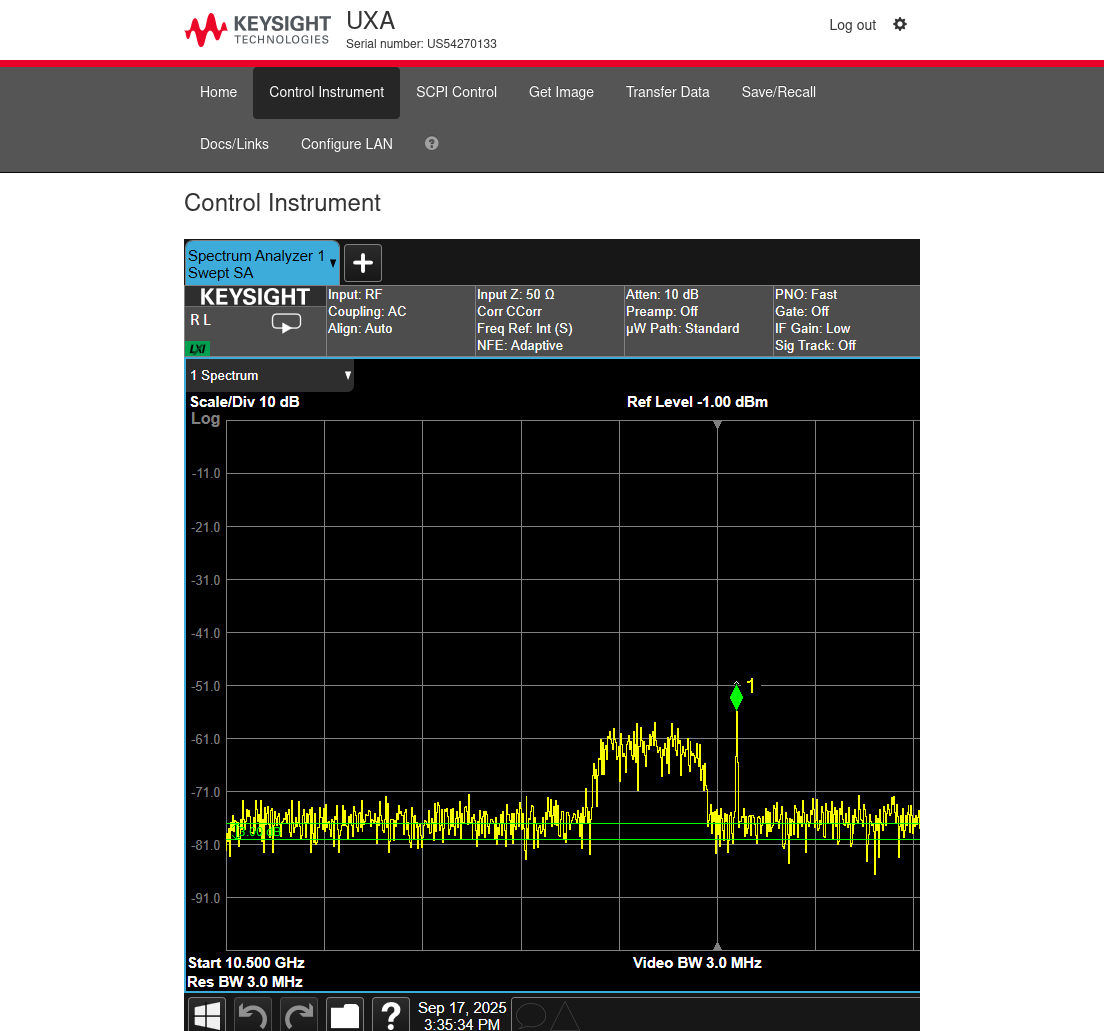 KEYSIGHT
TECHNOLOGIES
UXA
Serial number: US54270133
Log out
Home
Control Instrument
SCPI Control
Get Image
Transfer Data
Save/Recall
Docs/Links
Configure LAN
?
Control Instrument
Spectrum Analyzer 1
Swept SA
KEYSIGHT
R L
LXI
Input: RF
Coupling: AC
Align: Auto
Input Z: 50 Ω
Corr CCorr
Freq Ref: Int (S)
NFE: Adaptive
Atten: 10 dB
Preamp: Off
µW Path: Standard
PNO: Fast
Gate: Off
IF Gain: Low
Sig Track: Off
1 Spectrum
Scale/Div 10 dB
Ref Level -1.00 dBm
Log
-11.0
-21.0
-31.0
-41.0
-51.0
1
-61.0
-71.0
-81.0
-91.0
Start 10.500 GHz
Video BW 3.0 MHz
Res BW 3.0 MHz
?
Sep 17, 2025
3:35:34 PM